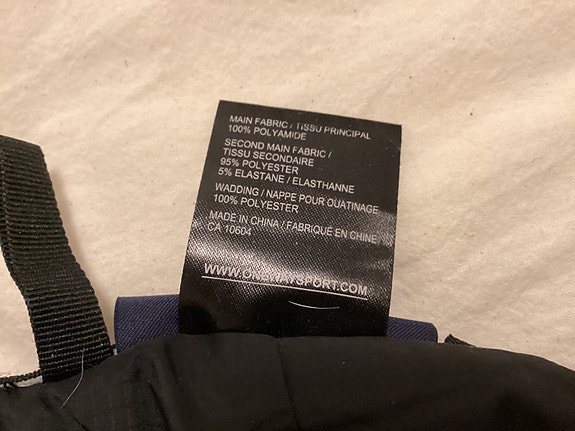 MAIN FABRIC / TISSU PRINCIPAL
100% POLYAMIDE
SECOND MAIN FABRIC /
TISSU SECONDAIRE
95% POLYESTER
5% ELASTANE / ELASTHANNE
WADDING / NAPPE POUR OUATINAGE
100% POLYESTER
MADE IN CHINA / FABRIQUÉ EN CHINE
CA 10604
WWW.ONEWAYSPORT.COM